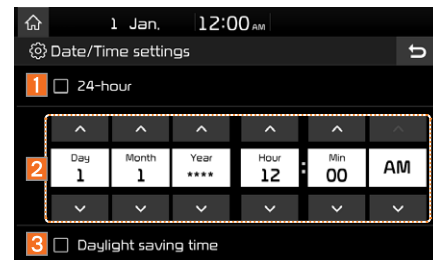 1 Jan. 12:00 AM
Date/Time settings
1 24-hour
Day Month Year Hour Min
2 1 1 **** 12 : 00 AM
3 Daylight saving time